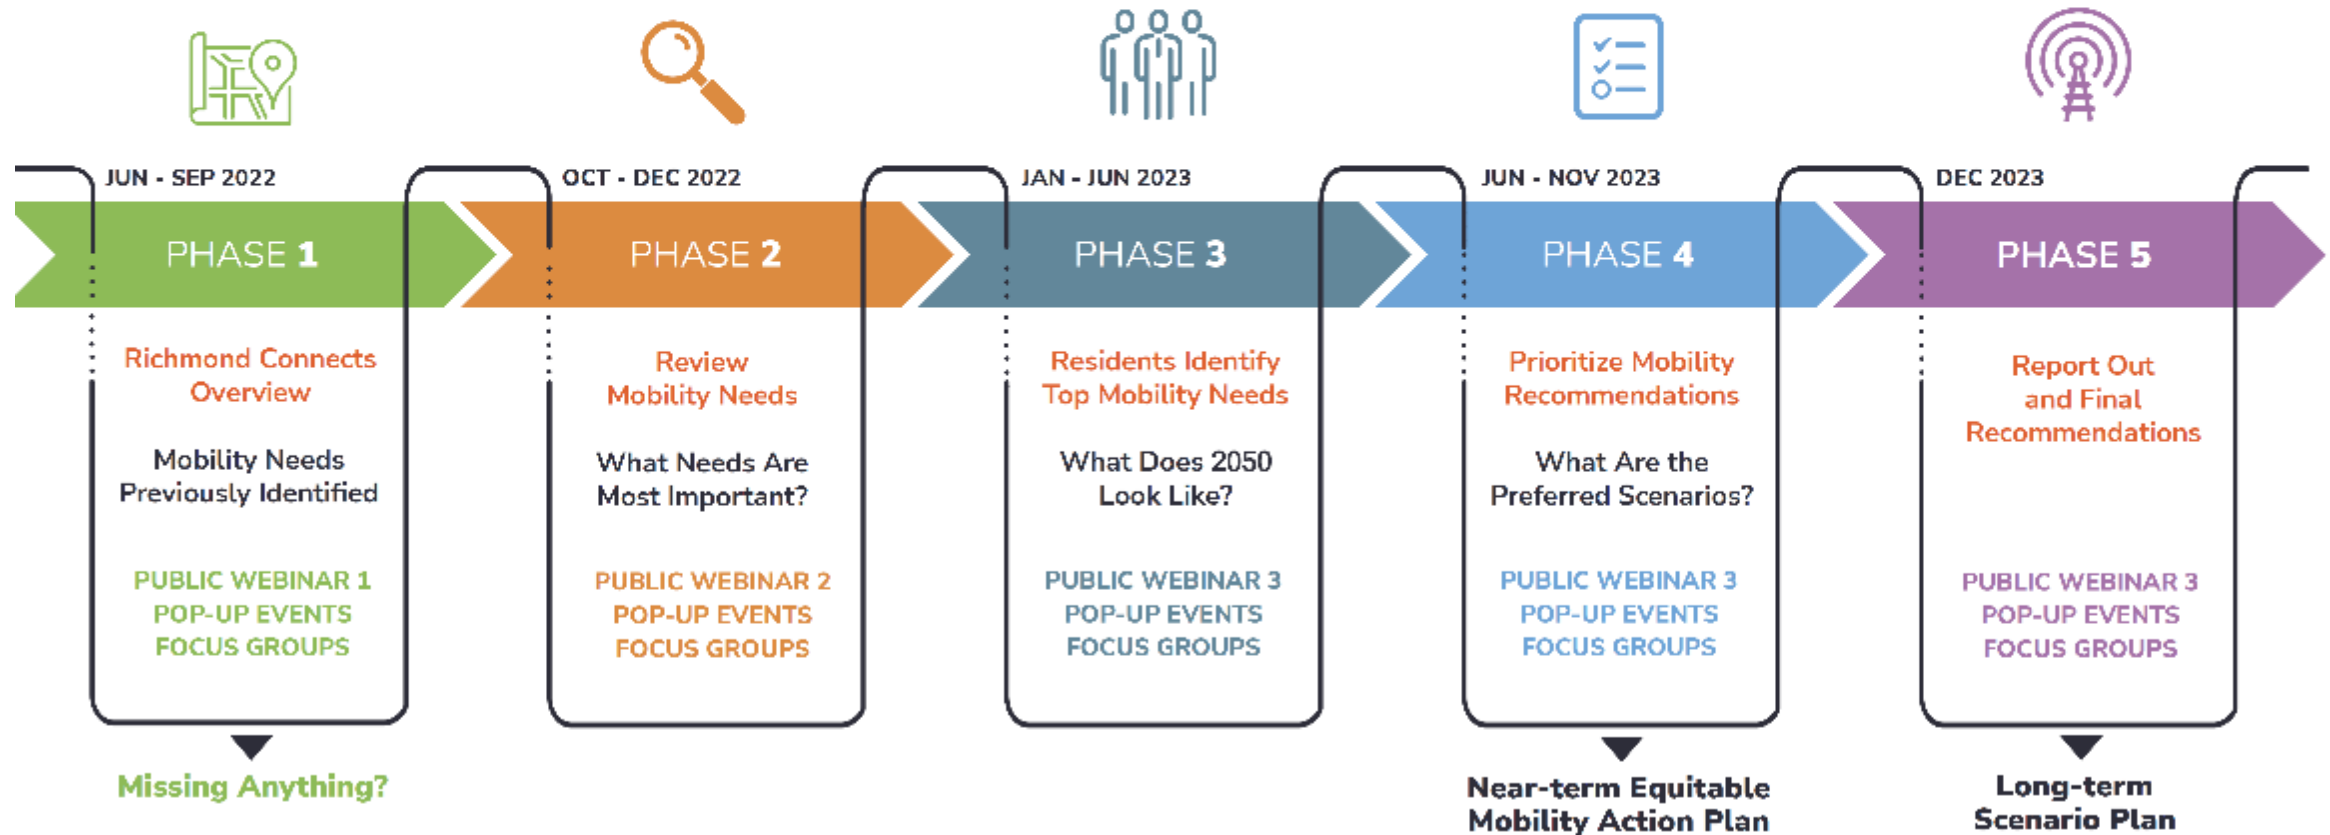 JUN - SEP 2022
PHASE 1
Richmond Connects
Overview
Mobility Needs
Previously Identified
PUBLIC WEBINAR 1
POP-UP EVENTS
FOCUS GROUPS
Missing Anything?
OCT - DEC 2022
PHASE 2
Review
Mobility Needs
What Needs Are
Most Important?
PUBLIC WEBINAR 2
POP-UP EVENTS
FOCUS GROUPS
JAN - JUN 2023
PHASE 3
Residents Identify
Top Mobility Needs
What Does 2050
Look Like?
PUBLIC WEBINAR 3
POP-UP EVENTS
FOCUS GROUPS
JUN - NOV 2023
PHASE 4
Prioritize Mobility
Recommendations
What Are the
Preferred Scenarios?
PUBLIC WEBINAR 3
POP-UP EVENTS
FOCUS GROUPS
Near-term Equitable
Mobility Action Plan
DEC 2023
PHASE 5
Report Out
and Final
Recommendations
PUBLIC WEBINAR 3
POP-UP EVENTS
FOCUS GROUPS
Long-term
Scenario Plan